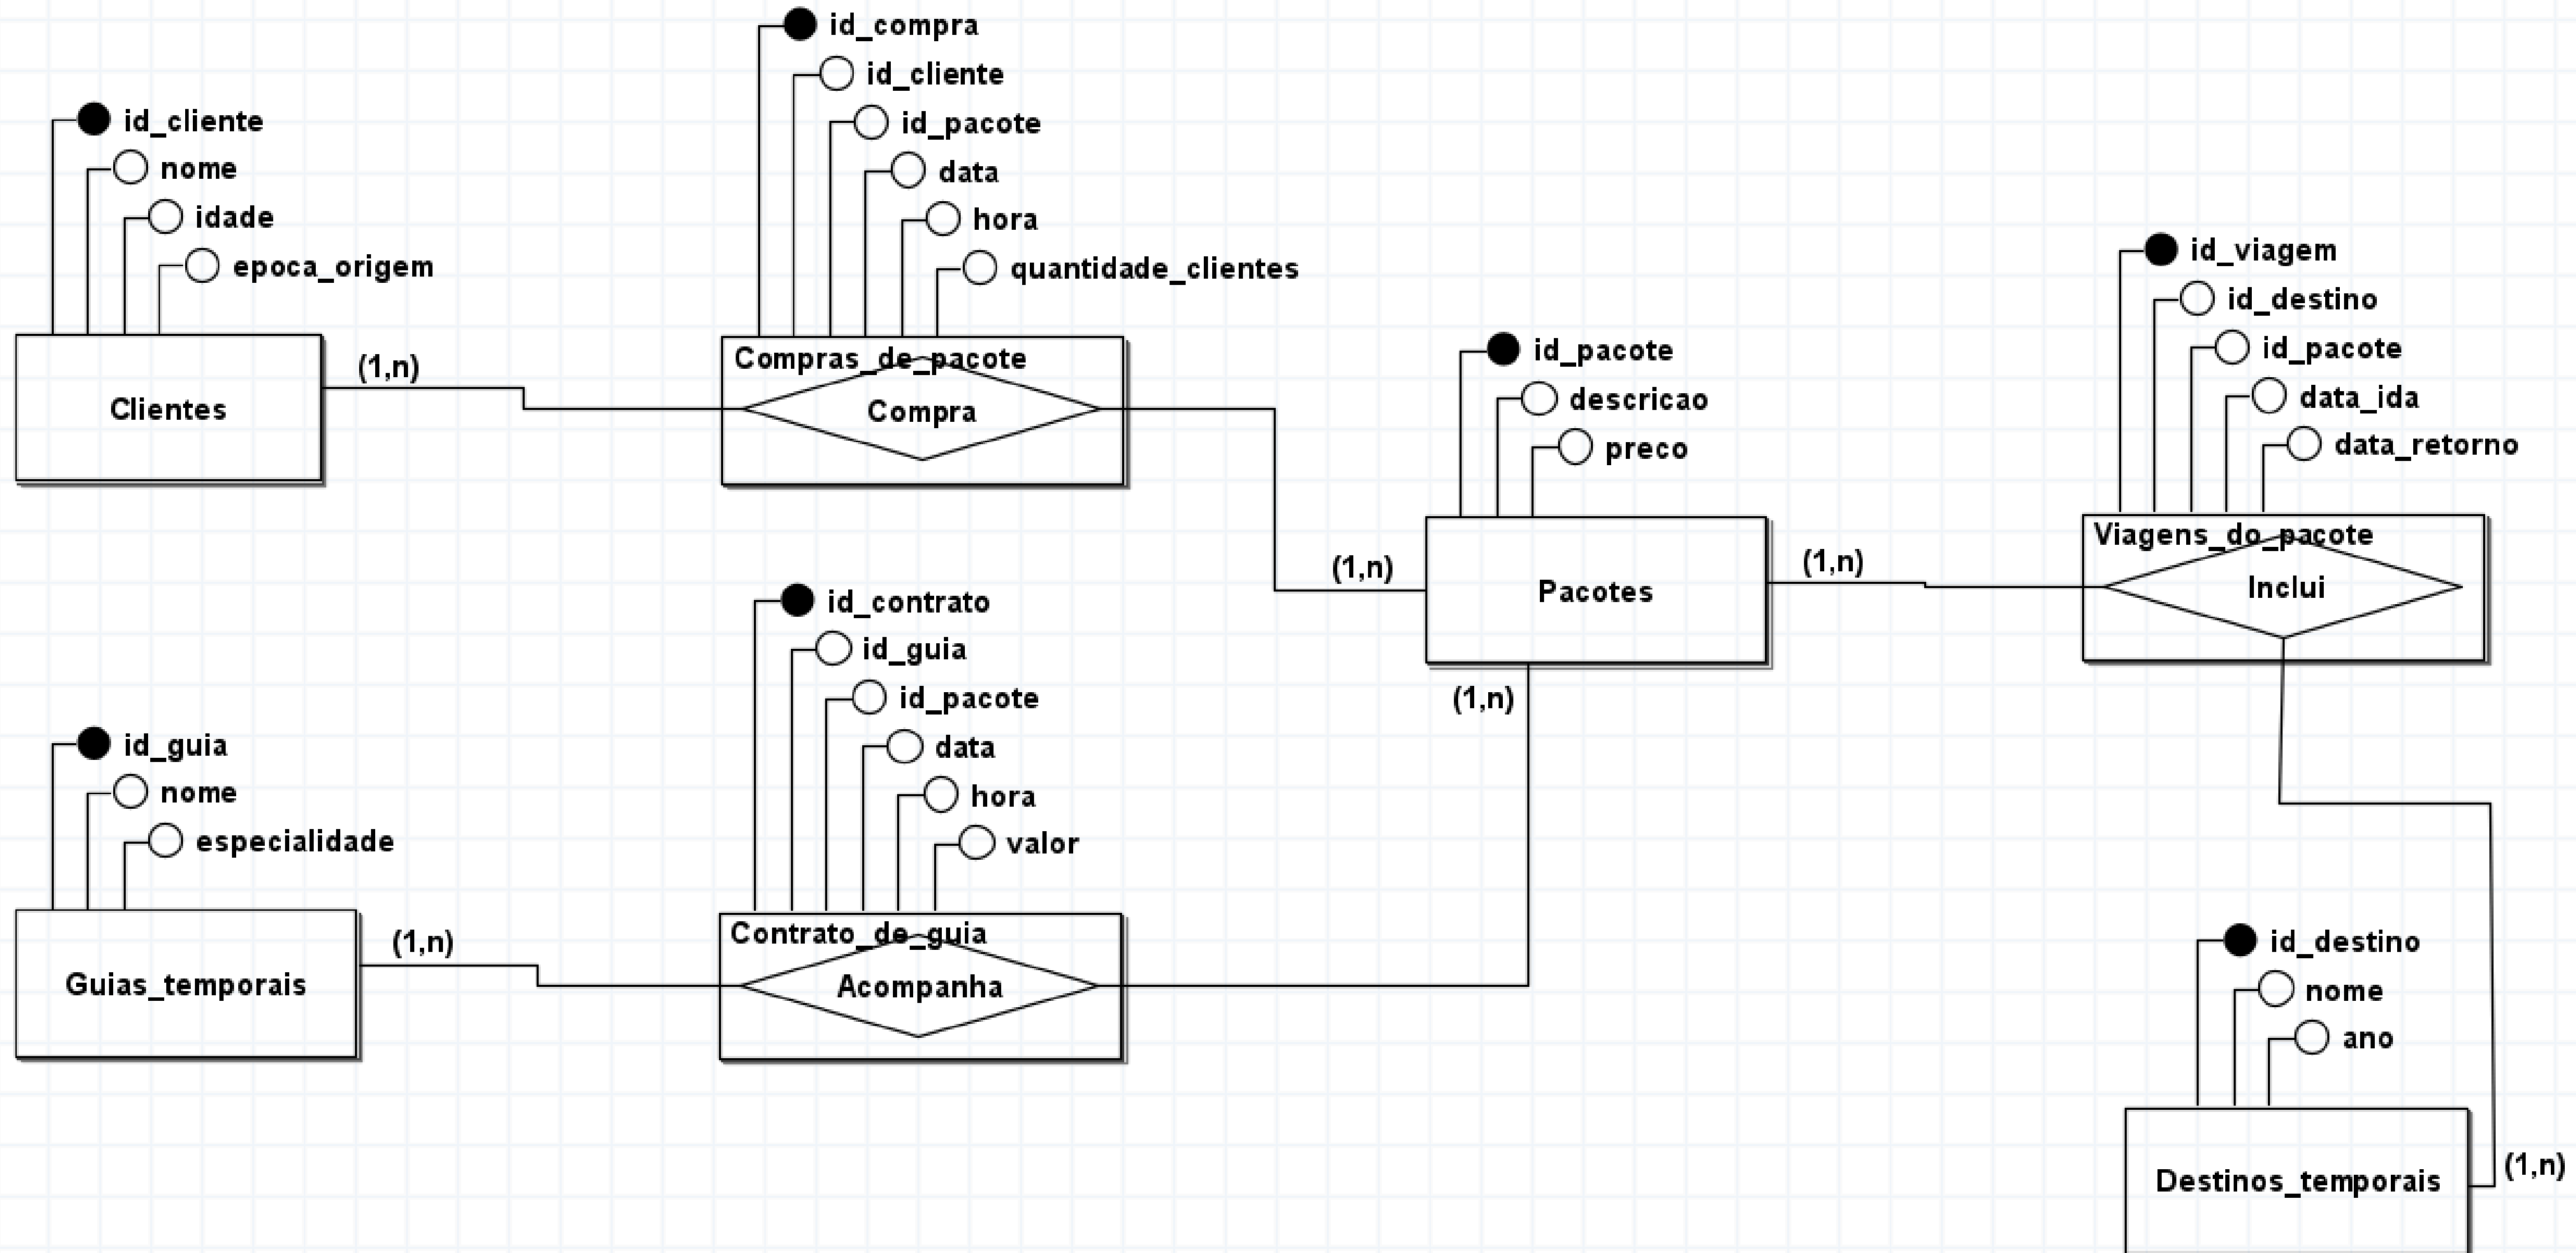 id_compra
id_cliente
id_pacote
data
hora
quantidade_clientes
id_cliente
nome
idade
epoca_origem
Clientes
(1,n)
Compras_de_pacote
Compra
(1,n)
id_pacote
descricao
preco
Pacotes
(1,n)
(1,n)
id_viagem
id_destino
id_pacote
data_ida
data_retorno
Viagens_do_pacote
Inclui
id_contrato
id_guia
id_pacote
data
hora
valor
id_guia
nome
especialidade
Guias_temporais
(1,n)
Contrato_de_guia
Acompanha
id_destino
nome
ano
Destinos_temporais
(1,n)